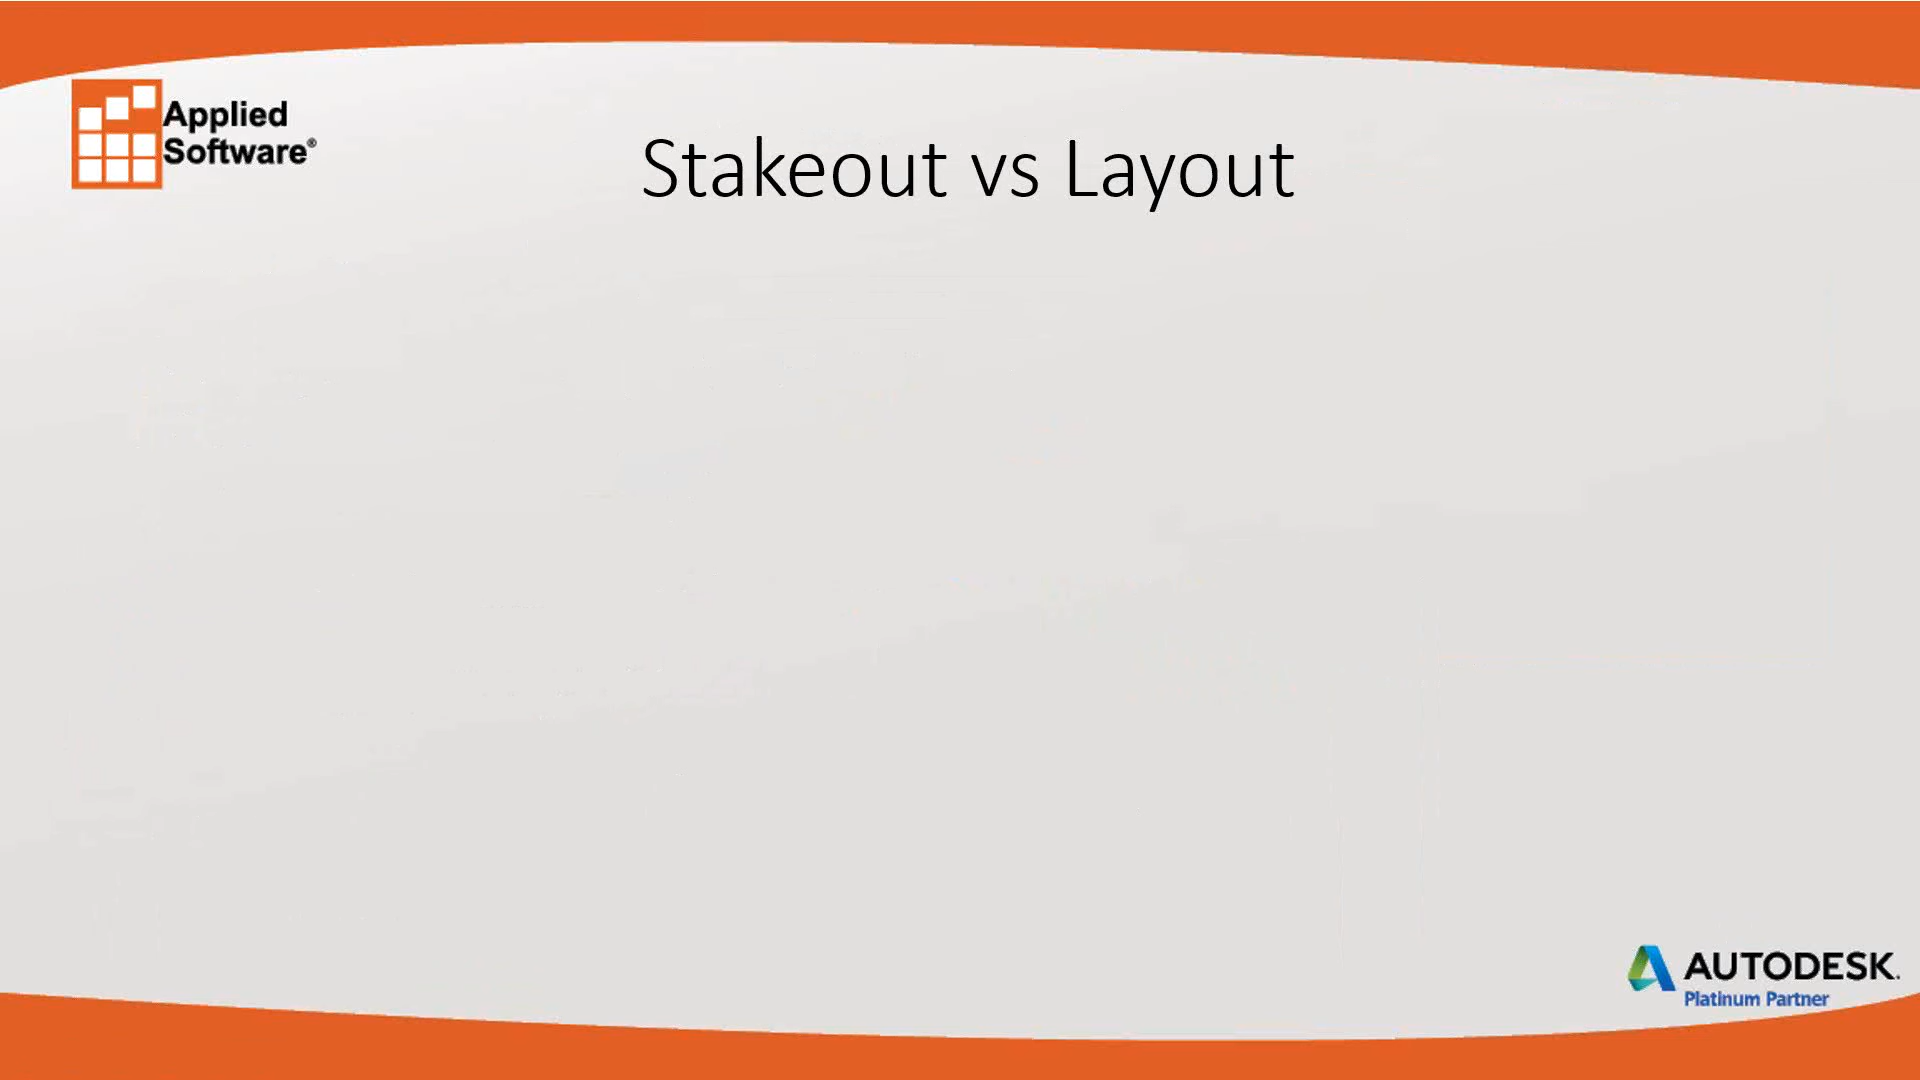 Applied
Software®
Stakeout vs Layout
AUTODESK.
Platinum Partner